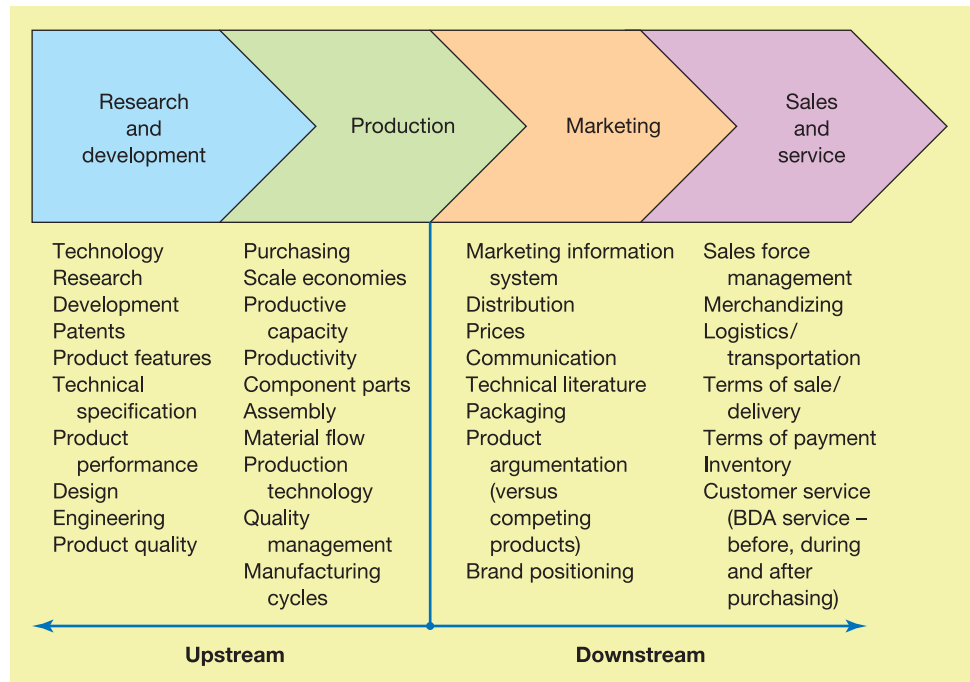 Research
and
development
Production
Marketing
Sales
and
service
Technology
Research
Development
Patents
Product features
Technical
specification
Product
performance
Design
Engineering
Product quality
Purchasing
Scale economies
Productive
capacity
Productivity
Component parts
Assembly
Material flow
Production
technology
Quality
management
Manufacturing
cycles
Marketing information
system
Distribution
Prices
Communication
Technical literature
Packaging
Product
argumentation
(versus
competing
products)
Brand positioning
Sales force
management
Merchandizing
Logistics/
transportation
Terms of sale/
delivery
Terms of payment
Inventory
Customer service
(BDA service –
before, during
and after
purchasing)
Upstream
Downstream